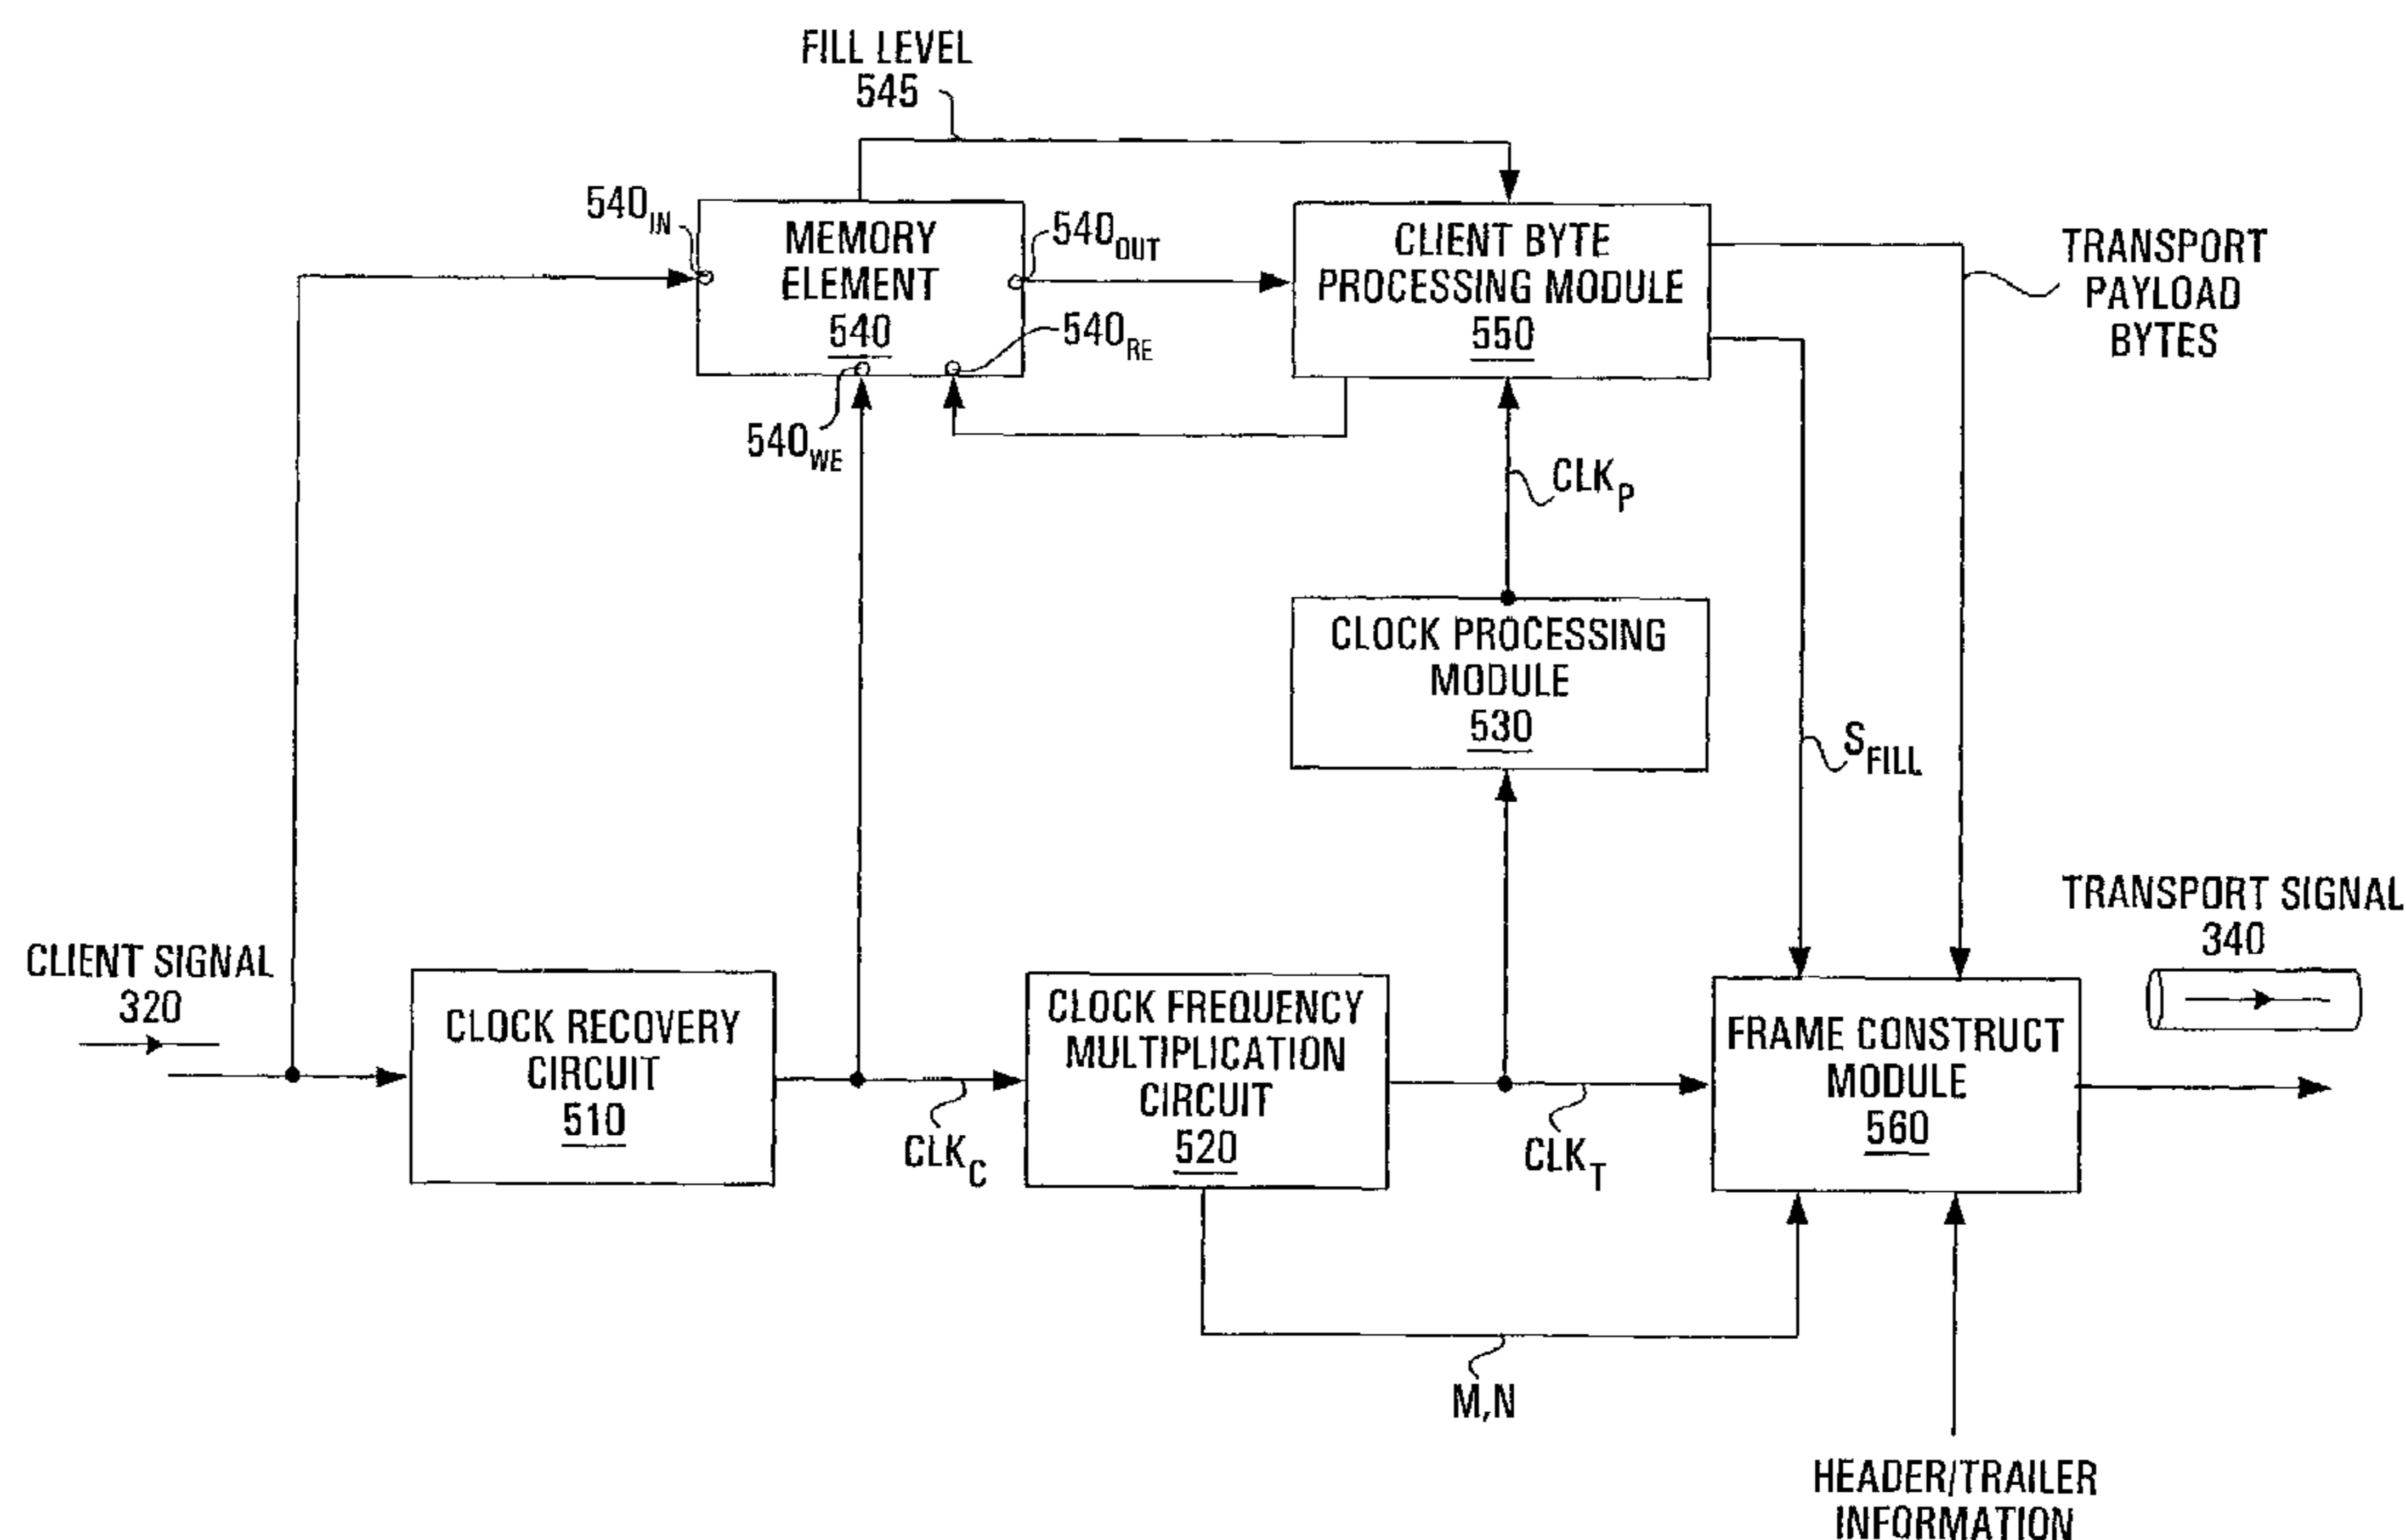 FILL LEVEL
545
540IN
MEMORY
ELEMENT
540
540OUT
540RE
540WE
CLIENT BYTE
PROCESSING MODULE
550
TRANSPORT
PAYLOAD
BYTES
CLKP
CLOCK PROCESSING
MODULE
530
SFILL
CLIENT SIGNAL
320
CLOCK RECOVERY
CIRCUIT
510
CLKC
CLOCK FREQUENCY
MULTIPLICATION
CIRCUIT
520
CLKT
FRAME CONSTRUCT
MODULE
560
TRANSPORT SIGNAL
340
M,N
HEADER/TRAILER
INFORMATION